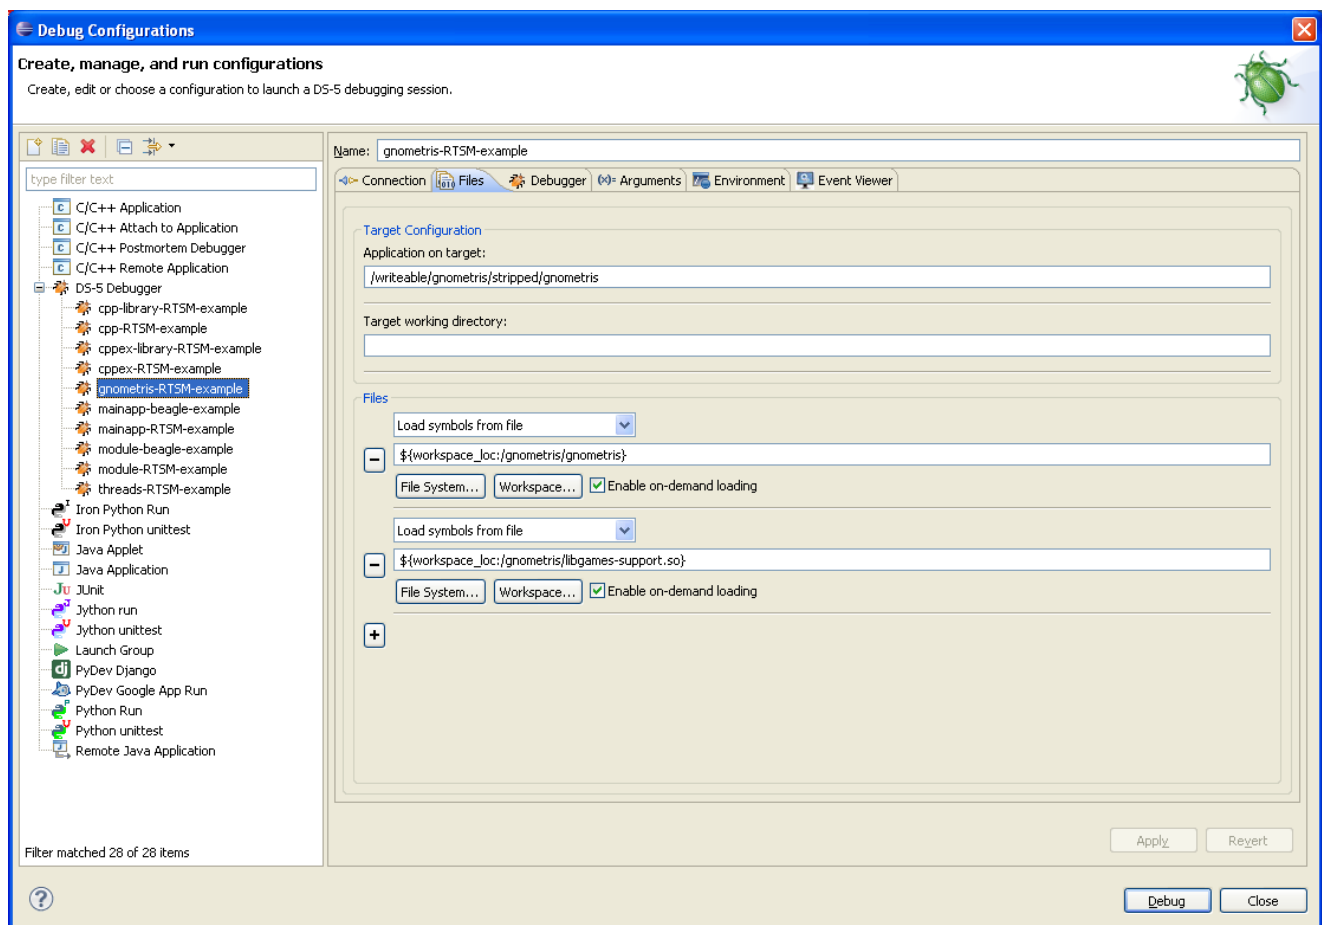 Debug Configurations
Create, manage, and run configurations
Create, edit or choose a configuration to launch a DS-5 debugging session.
type filter text
C/C++ Application
C/C++ Attach to Application
C/C++ Postmortem Debugger
C/C++ Remote Application
DS-5 Debugger
cpp-library-RTSM-example
cpp-RTSM-example
cppex-library-RTSM-example
cppex-RTSM-example
gnometris-RTSM-example
mainapp-beagle-example
mainapp-RTSM-example
module-beagle-example
module-RTSM-example
threads-RTSM-example
Iron Python Run
Iron Python unittest
Java Applet
Java Application
JUnit
Jython run
Jython unittest
Launch Group
PyDev Django
PyDev Google App Run
Python Run
Python unittest
Remote Java Application
Filter matched 28 of 28 items
Name: gnometris-RTSM-example
Connection Files Debugger (x)= Arguments Environment Event Viewer
Target Configuration
Application on target:
/writeable/gnometris/stripped/gnometris
Target working directory:
Files
Load symbols from file
${workspace_loc:/gnometris/gnometris}
File System... Workspace... Enable on-demand loading
Load symbols from file
${workspace_loc:/gnometris/libgames-support.so}
File System... Workspace... Enable on-demand loading
Apply Revert
Debug Close